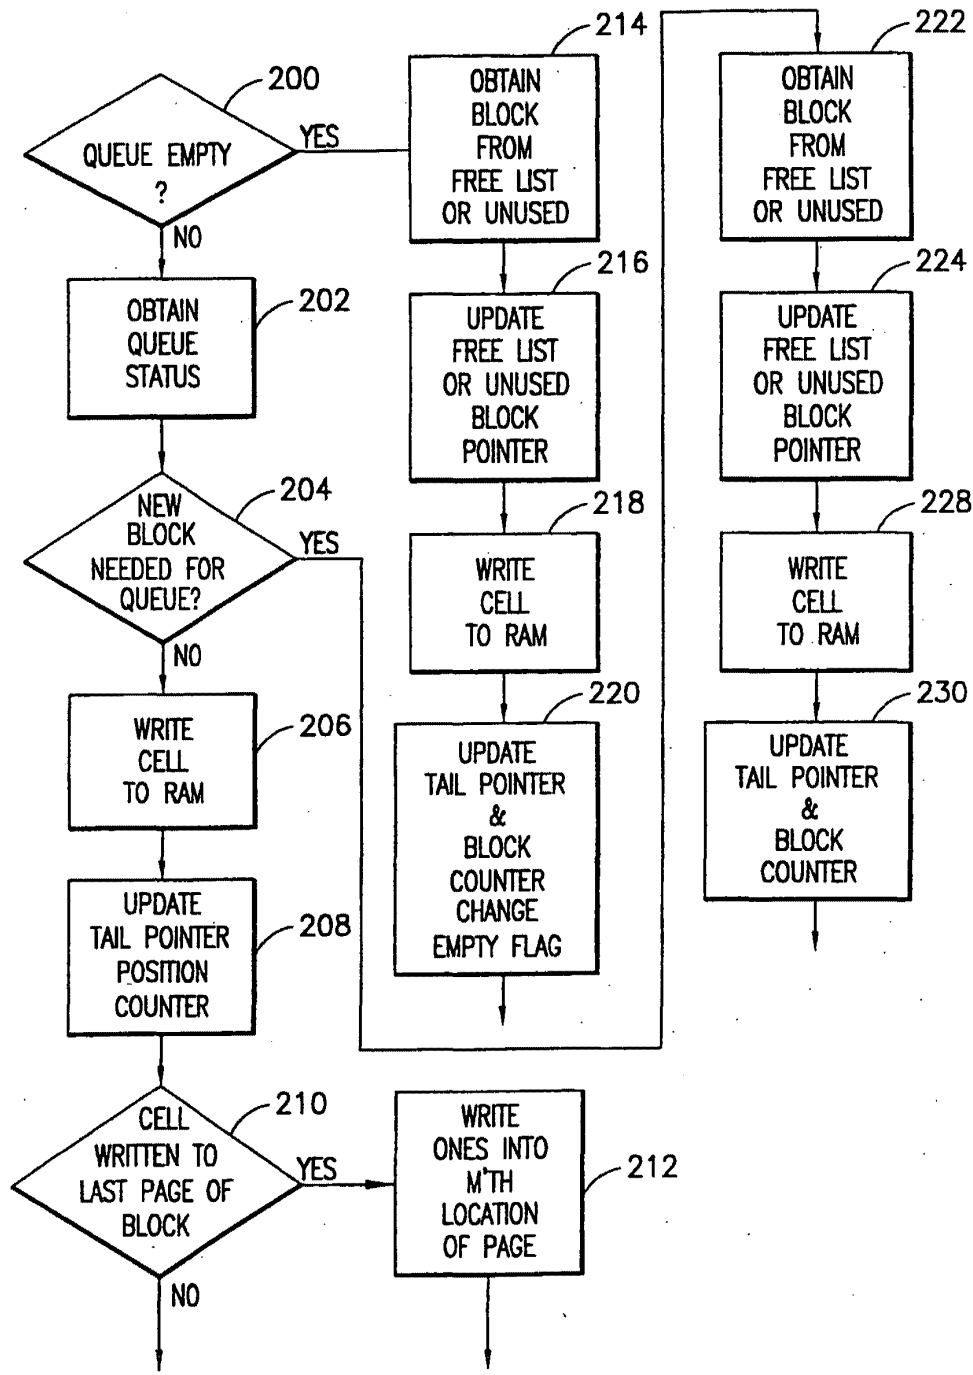 200
QUEUE EMPTY
?
YES
NO
202
OBTAIN
QUEUE
STATUS
204
NEW
BLOCK
NEEDED FOR
QUEUE?
YES
NO
206
WRITE
CELL
TO RAM
208
UPDATE
TAIL POINTER
POSITION
COUNTER
210
CELL
WRITTEN TO
LAST PAGE OF
BLOCK
YES
NO
212
WRITE
ONES INTO
M'TH
LOCATION
OF PAGE
214
OBTAIN
BLOCK
FROM
FREE LIST
OR UNUSED
216
UPDATE
FREE LIST
OR UNUSED
BLOCK
POINTER
218
WRITE
CELL
TO RAM
220
UPDATE
TAIL POINTER
&
BLOCK
COUNTER
CHANGE
EMPTY FLAG
222
OBTAIN
BLOCK
FROM
FREE LIST
OR UNUSED
224
UPDATE
FREE LIST
OR UNUSED
BLOCK
POINTER
228
WRITE
CELL
TO RAM
230
UPDATE
TAIL POINTER
&
BLOCK
COUNTER